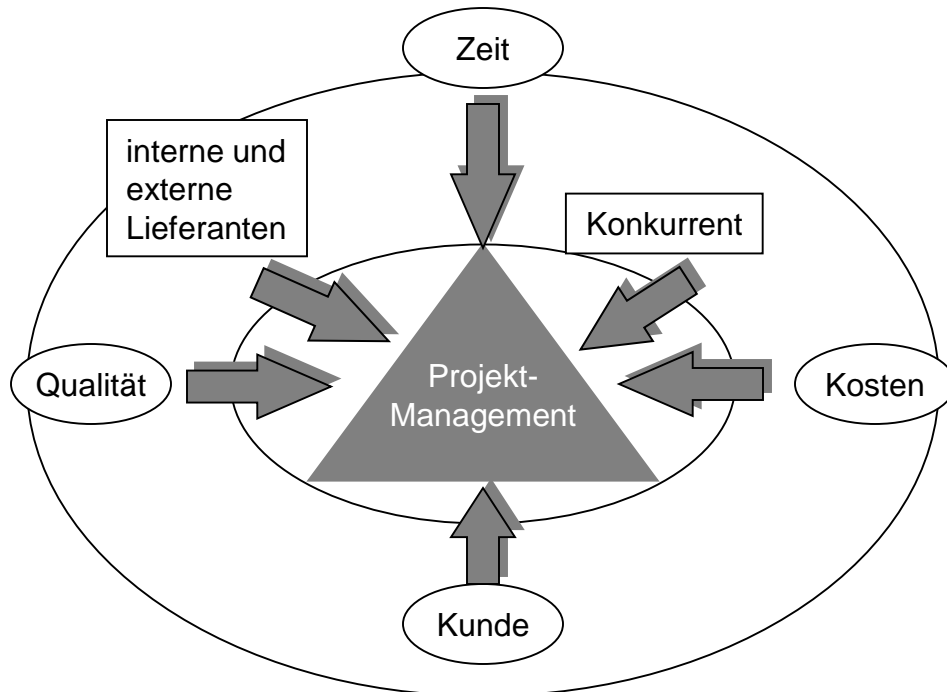 Zeit
interne und
externe
Lieferanten
Konkurrent
Qualität
Projekt-
Management
Kosten
Kunde